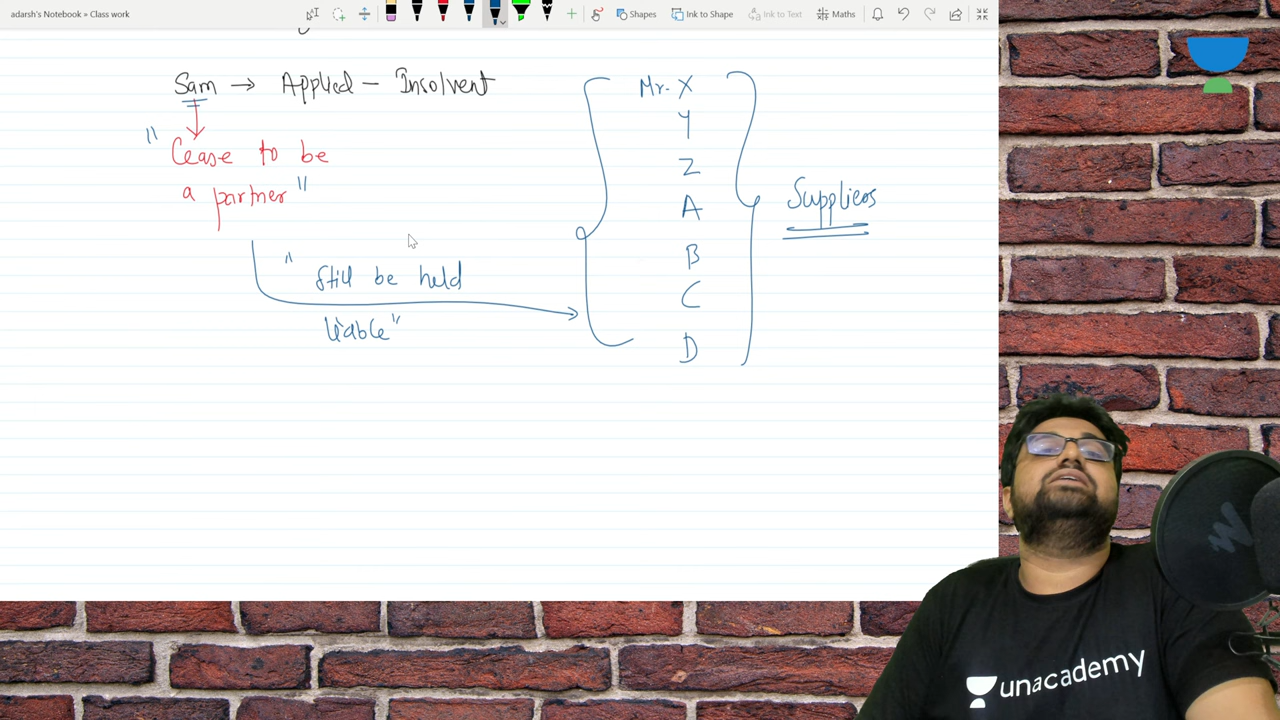 adarsh's Notebook » Class work
Shapes
Ink to Shape
Ink to Text
Maths
Sam → Applied – Insolvent
"Cease to be
a partner"
"Still be held
liable"
Mr. X
Y
Z
A
B
C
D
Suppliers
unacademy